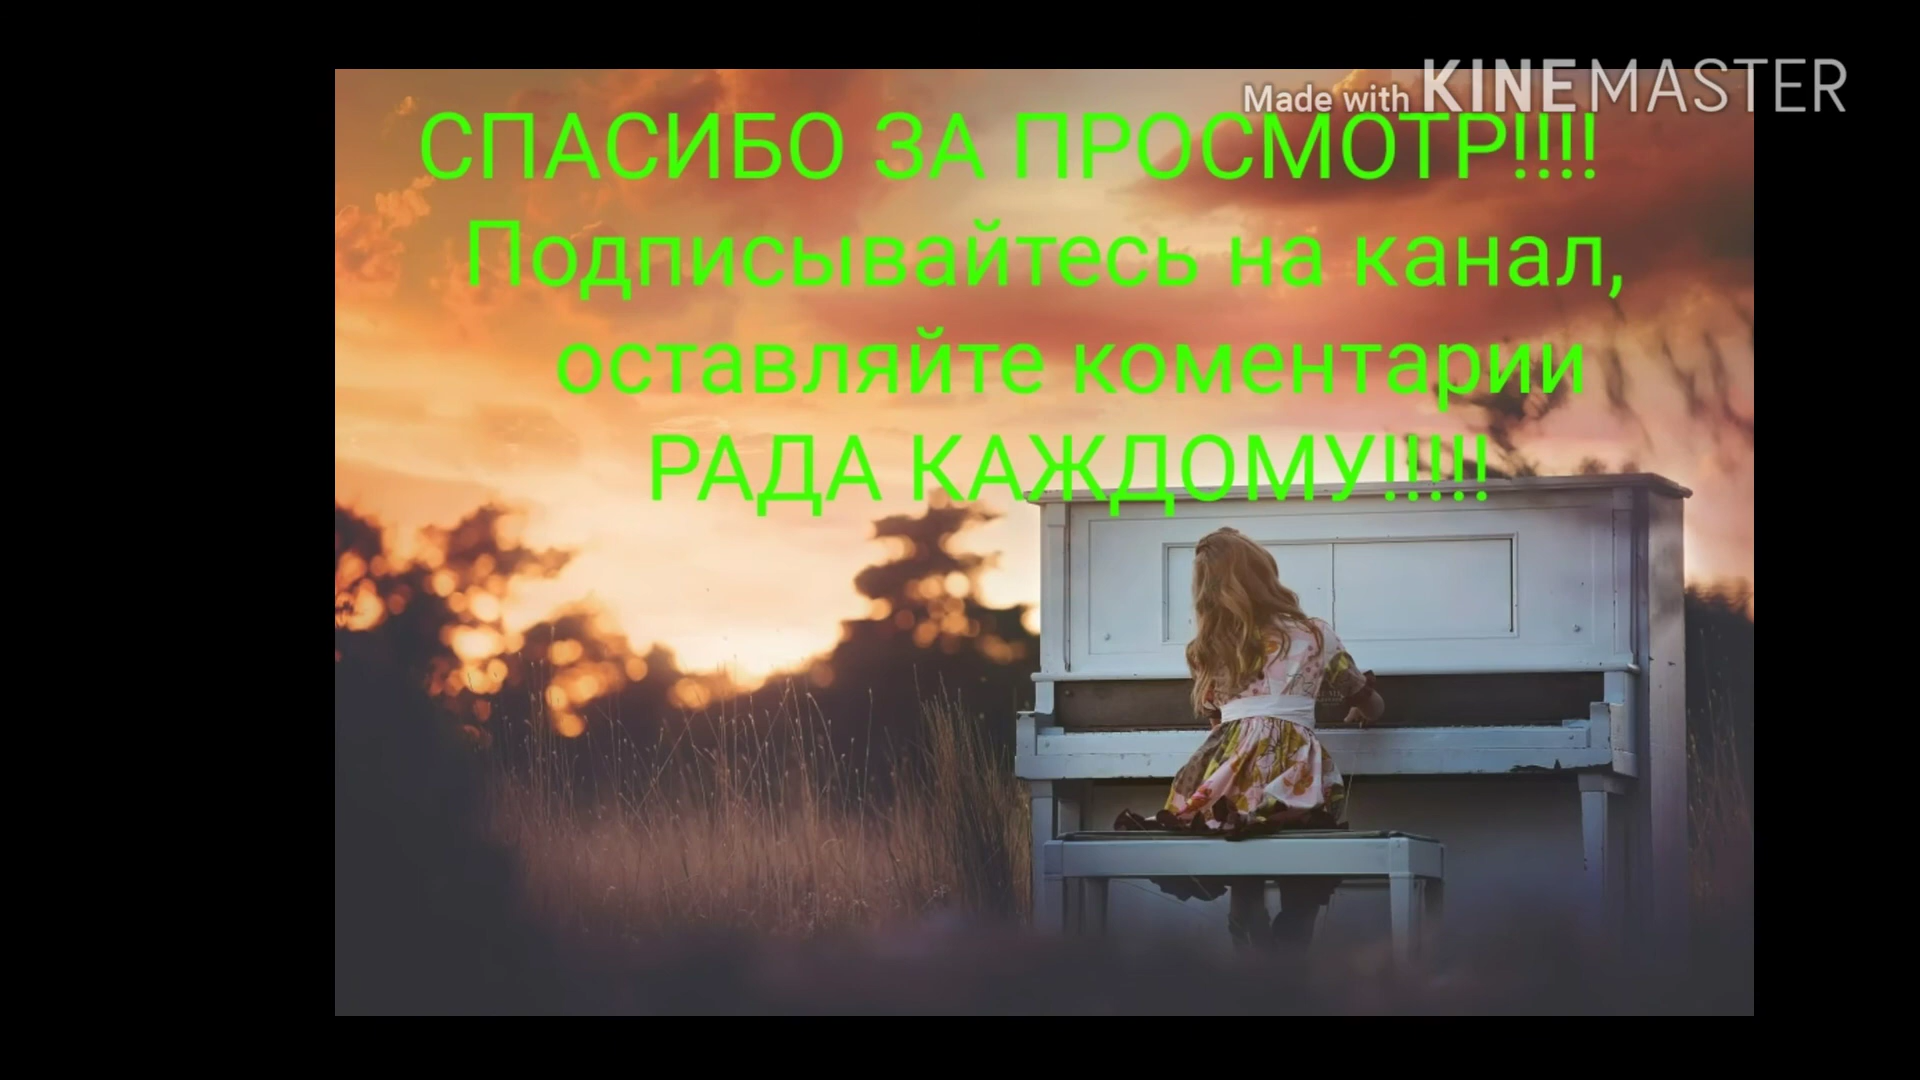 Made with KINEMASTER
СПАСИБО ЗА ПРОСМОТР!!!!
Подписывайтесь на канал,
оставляйте коментарии
РАДА КАЖДОМУ!!!!!